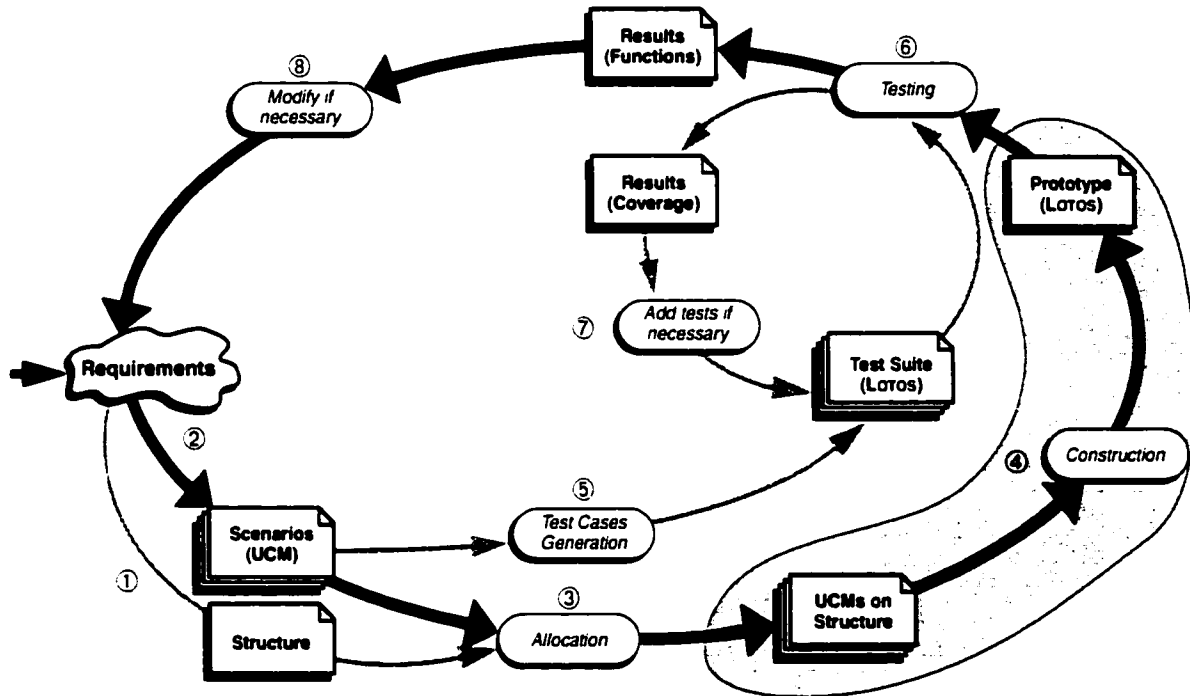 Results
(Functions)
⑥
Testing
⑧
Modify if
necessary
Results
(Coverage)
Prototype
(LOTOS)
⑦
Add tests if
necessary
Test Suite
(LOTOS)
Requirements
②
④
Construction
⑤
Test Cases
Generation
Scenarios
(UCM)
①
③
UCMs on
Structure
Structure
Allocation